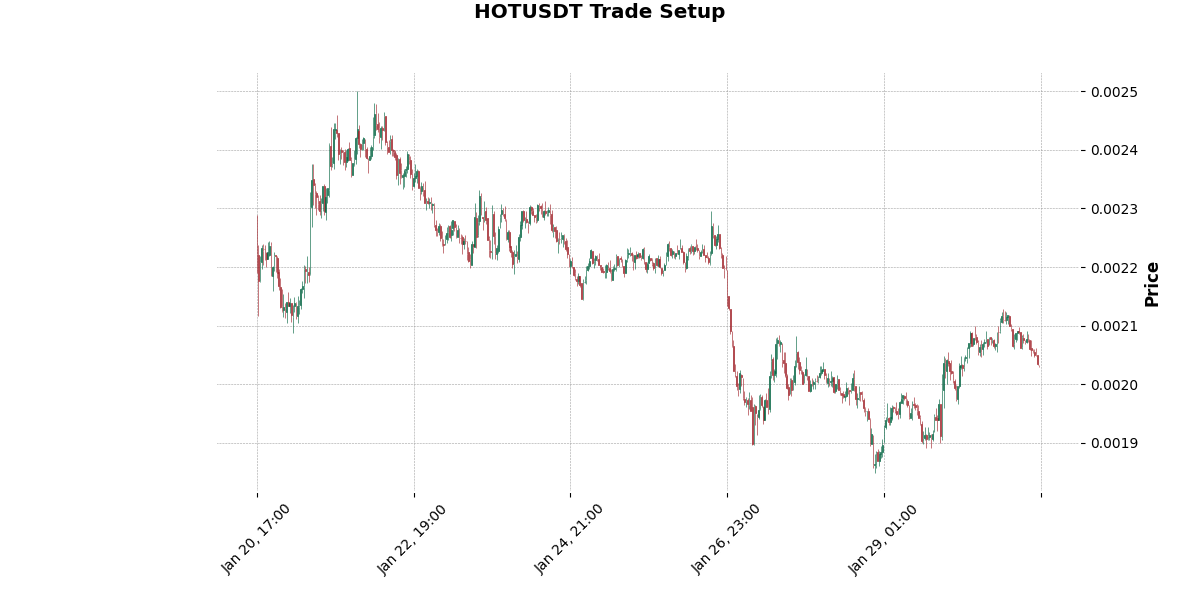 HOTUSDT Trade Setup
0.0025
0.0024
0.0023
0.0022
0.0021
0.0020
0.0019
Price
Jan 20, 17:00
Jan 22, 19:00
Jan 24, 21:00
Jan 26, 23:00
Jan 29, 01:00